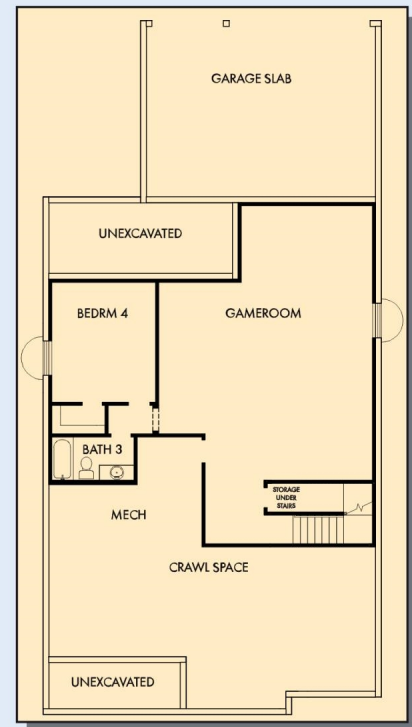 GARAGE SLAB
UNEXCAVATED
BEDRM 4
GAMEROOM
BATH 3
STORAGE
UNDER
STAIRS
MECH
CRAWL SPACE
UNEXCAVATED